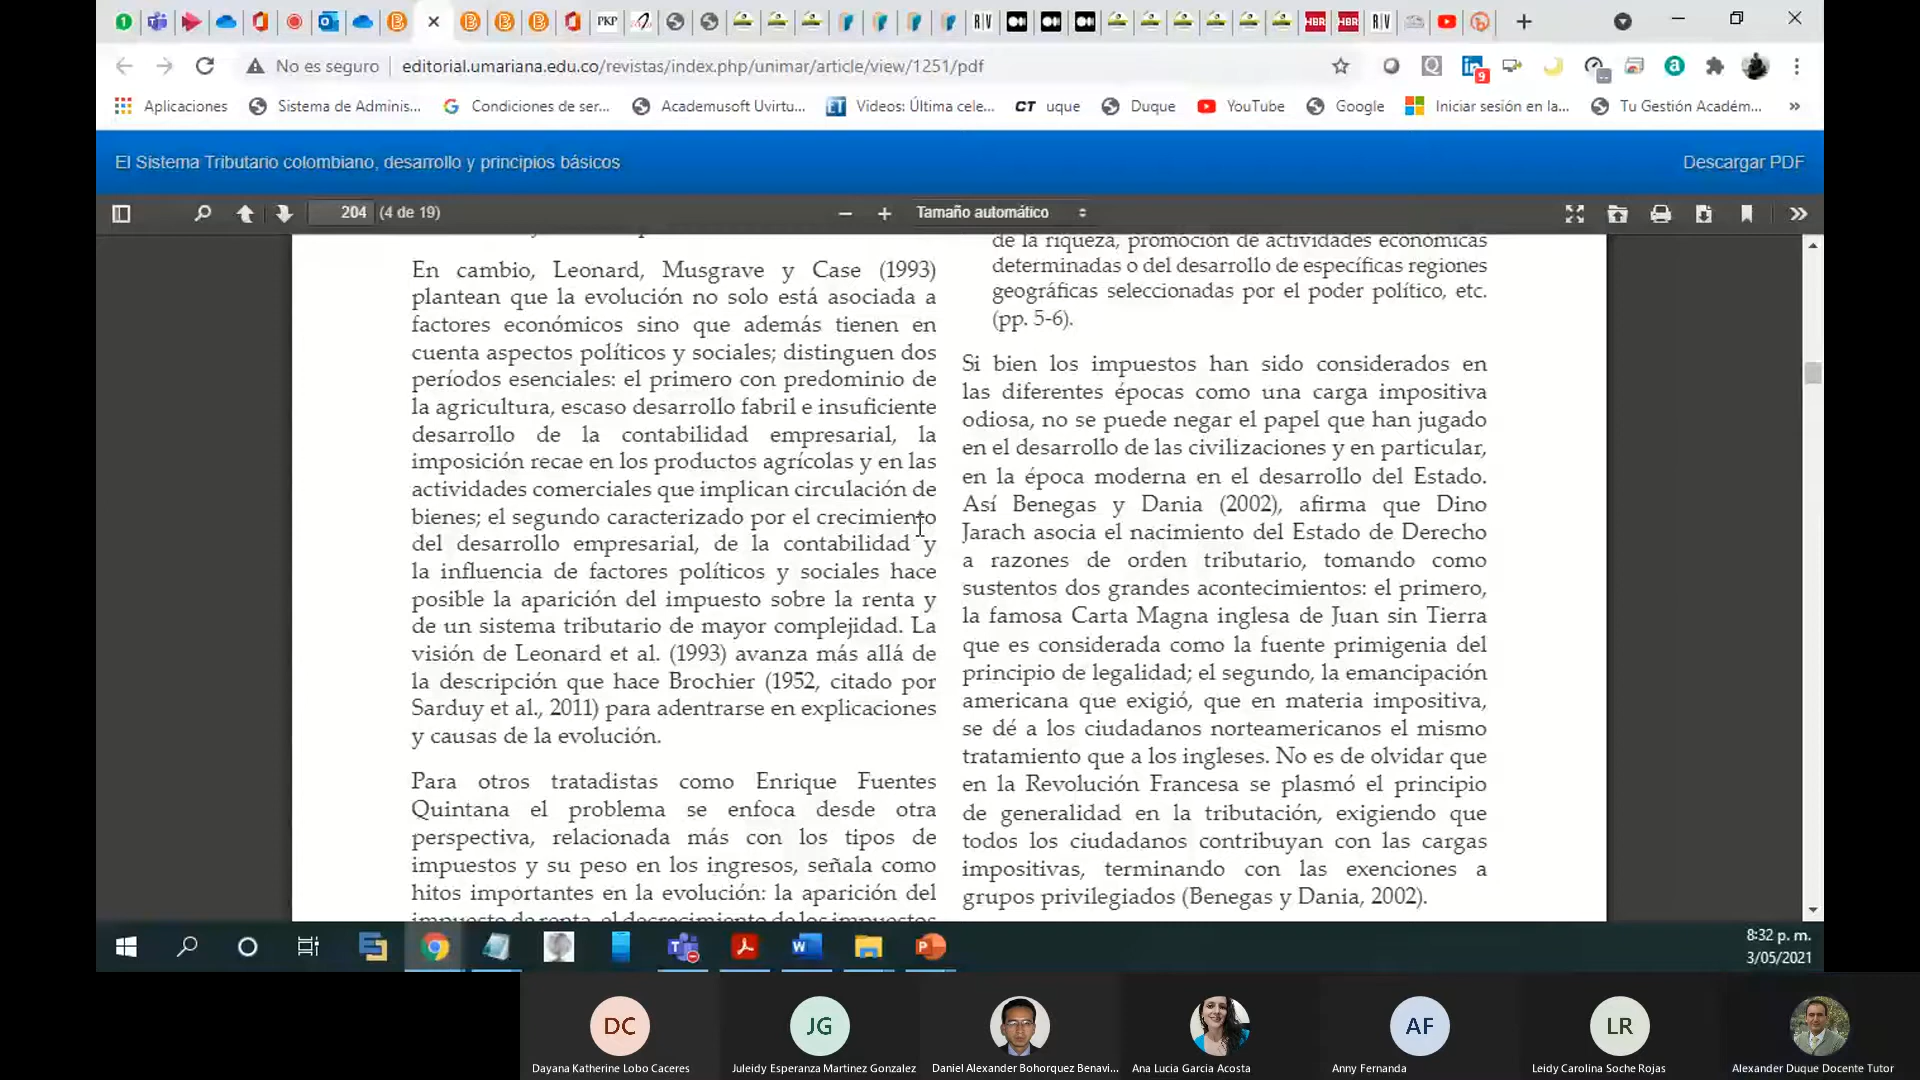 No es seguro
editorial.umariana.edu.co/revistas/index.php/unimar/article/view/1251/pdf
Aplicaciones
Sistema de Adminis...
Condiciones de ser...
Academusoft Uvirtu...
Videos: Última cele...
uque
Duque
YouTube
Google
Iniciar sesión en la...
Tu Gestión Académ...
El Sistema Tributario colombiano, desarrollo y principios básicos
Descargar PDF
204 (4 de 19)
Tamaño automático
En cambio, Leonard, Musgrave y Case (1993)
plantean que la evolución no solo está asociada a
factores económicos sino que además tienen en
cuenta aspectos políticos y sociales; distinguen dos
períodos esenciales: el primero con predominio de
la agricultura, escaso desarrollo fabril e insuficiente
desarrollo de la contabilidad empresarial, la
imposición recae en los productos agrícolas y en las
actividades comerciales que implican circulación de
bienes; el segundo caracterizado por el crecimiento
del desarrollo empresarial, de la contabilidad y
la influencia de factores políticos y sociales hace
posible la aparición del impuesto sobre la renta y
de un sistema tributario de mayor complejidad. La
visión de Leonard et al. (1993) avanza más allá de
la descripción que hace Brochier (1952, citado por
Sarduy et al., 2011) para adentrarse en explicaciones
y causas de la evolución.
Para otros tratadistas como Enrique Fuentes
Quintana el problema se enfoca desde otra
perspectiva, relacionada más con los tipos de
impuestos y su peso en los ingresos, señala como
hitos importantes en la evolución: la aparición del
impuesto de renta, el decrecimiento de los impuestos
de la riqueza, promoción de actividades económicas
determinadas o del desarrollo de específicas regiones
geográficas seleccionadas por el poder político, etc.
(pp. 5-6).
Si bien los impuestos han sido considerados en
las diferentes épocas como una carga impositiva
odiosa, no se puede negar el papel que han jugado
en el desarrollo de las civilizaciones y en particular,
en la época moderna en el desarrollo del Estado.
Así Benegas y Dania (2002), afirma que Dino
Jarach asocia el nacimiento del Estado de Derecho
a razones de orden tributario, tomando como
sustentos dos grandes acontecimientos: el primero,
la famosa Carta Magna inglesa de Juan sin Tierra
que es considerada como la fuente primigenia del
principio de legalidad; el segundo, la emancipación
americana que exigió, que en materia impositiva,
se dé a los ciudadanos norteamericanos el mismo
tratamiento que a los ingleses. No es de olvidar que
en la Revolución Francesa se plasmó el principio
de generalidad en la tributación, exigiendo que
todos los ciudadanos contribuyan con las cargas
impositivas, terminando con las exenciones a
grupos privilegiados (Benegas y Dania, 2002).
8:32 p. m.
3/05/2021
DC
JG
AF
LR
Dayana Katherine Lobo Caceres
Juleidy Esperanza Martinez Gonzalez
Daniel Alexander Bohorquez Benavi...
Ana Lucia Garcia Acosta
Anny Fernanda
Leidy Carolina Soche Rojas
Alexander Duque Docente Tutor